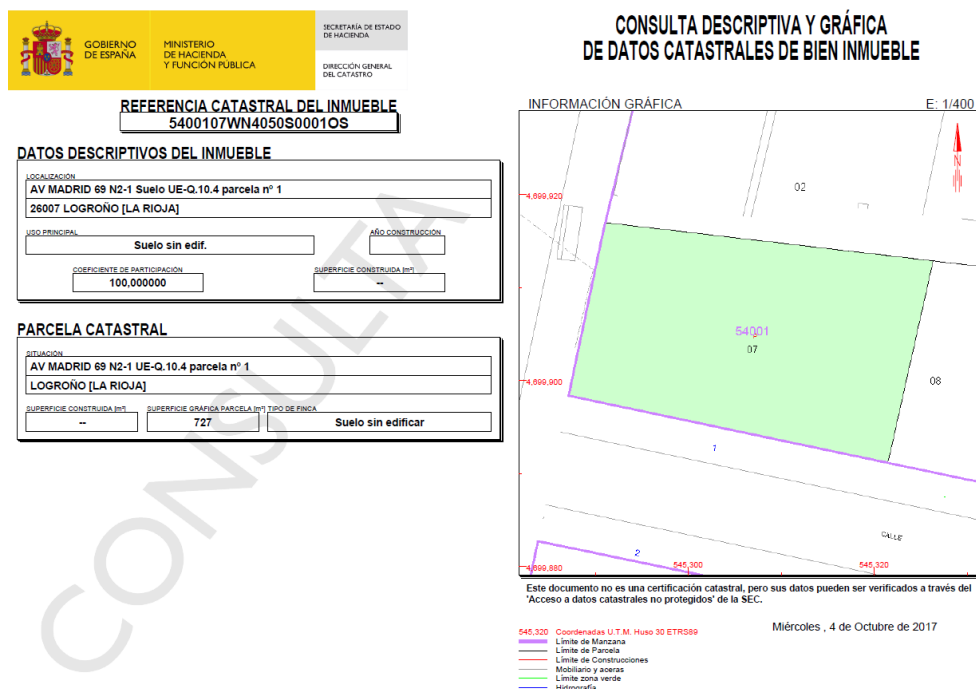 GOBIERNO
DE ESPAÑA
MINISTERIO
DE HACIENDA
Y FUNCIÓN PÚBLICA
SECRETARÍA DE ESTADO
DE HACIENDA
DIRECCIÓN GENERAL
DEL CATASTRO
REFERENCIA CATASTRAL DEL INMUEBLE
5400107WN4050S0001OS
DATOS DESCRIPTIVOS DEL INMUEBLE
LOCALIZACIÓN
AV MADRID 69 N2-1 Suelo UE-Q.10.4 parcela nº 1
26007 LOGROÑO [LA RIOJA]
USO PRINCIPAL
Suelo sin edif.
AÑO CONSTRUCCIÓN
COEFICIENTE DE PARTICIPACIÓN
100,000000
SUPERFICIE CONSTRUIDA [m²]
--
PARCELA CATASTRAL
SITUACIÓN
AV MADRID 69 N2-1 UE-Q.10.4 parcela nº 1
LOGROÑO [LA RIOJA]
SUPERFICIE CONSTRUIDA [m²]
--
SUPERFICIE GRÁFICA PARCELA [m²]
727
TIPO DE FINCA
Suelo sin edificar
CONSULTA
CONSULTA DESCRIPTIVA Y GRÁFICA
DE DATOS CATASTRALES DE BIEN INMUEBLE
INFORMACIÓN GRÁFICA
E: 1/400
N
02
4,699,920
54001
07
4,699,900
08
1
CALLE
2
4,699,880
545,300
545,320
Este documento no es una certificación catastral, pero sus datos pueden ser verificados a través del
'Acceso a datos catastrales no protegidos' de la SEC.
Miércoles , 4 de Octubre de 2017
545,320 Coordenadas U.T.M. Huso 30 ETRS89
Límite de Manzana
Límite de Parcela
Límite de Construcciones
Mobiliario y aceras
Límite zona verde
Hidrografía